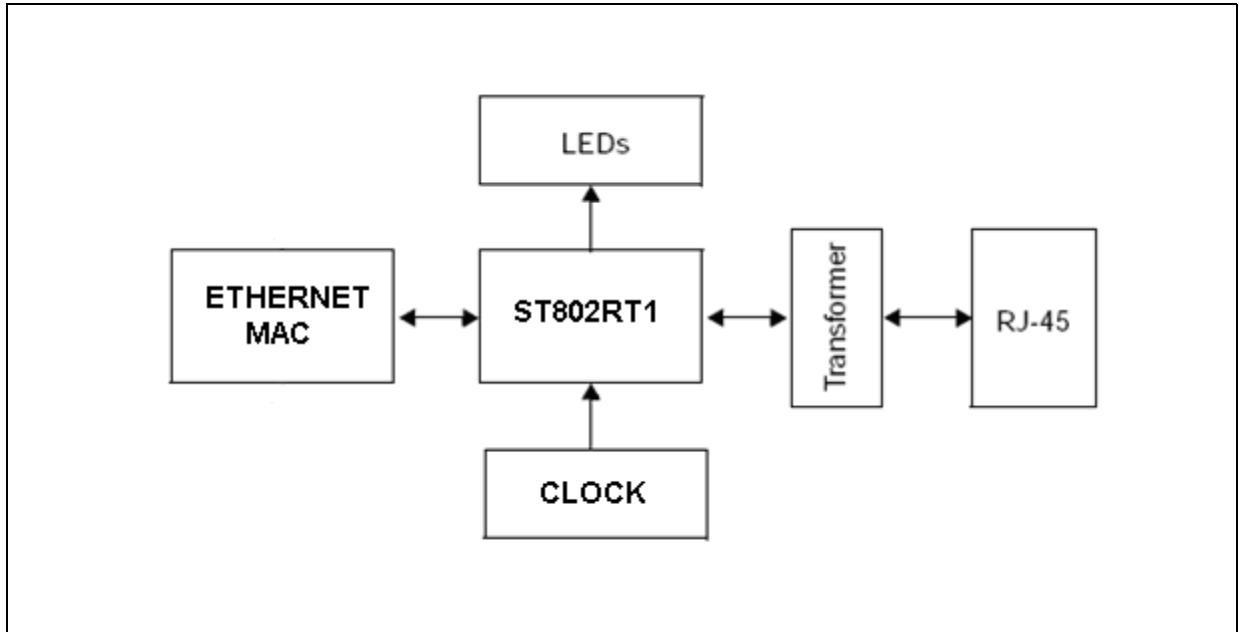 LEDs
ETHERNET
MAC
ST802RT1
Transformer
RJ-45
CLOCK